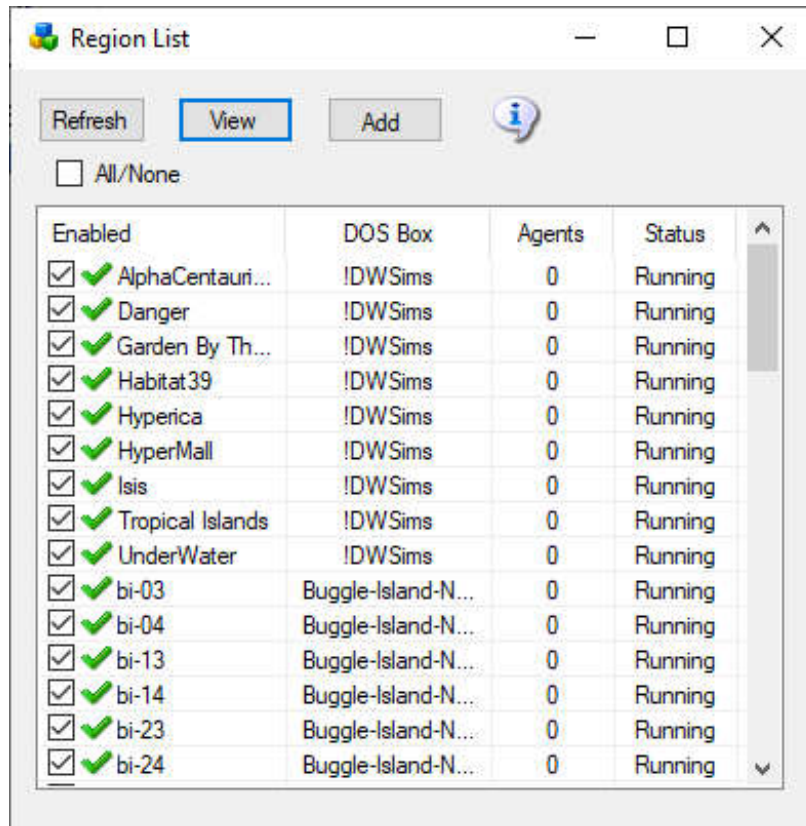 Region List
Refresh View Add
All/None
Enabled DOS Box Agents Status
AlphaCentauri... !DWSims 0 Running
Danger !DWSims 0 Running
Garden By Th... !DWSims 0 Running
Habitat39 !DWSims 0 Running
Hyperica !DWSims 0 Running
HyperMall !DWSims 0 Running
Isis !DWSims 0 Running
Tropical Islands !DWSims 0 Running
UnderWater !DWSims 0 Running
bi-03 Buggle-Island-N... 0 Running
bi-04 Buggle-Island-N... 0 Running
bi-13 Buggle-Island-N... 0 Running
bi-14 Buggle-Island-N... 0 Running
bi-23 Buggle-Island-N... 0 Running
bi-24 Buggle-Island-N... 0 Running